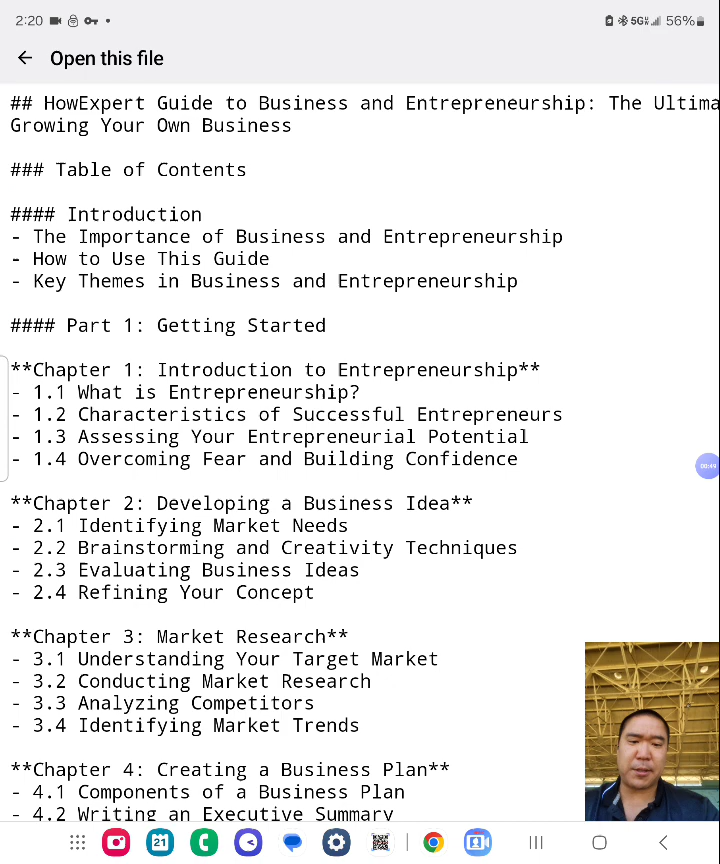 2:20
5G
56%
Open this file
## HowExpert Guide to Business and Entrepreneurship: The Ultima
Growing Your Own Business
### Table of Contents
#### Introduction
- The Importance of Business and Entrepreneurship
- How to Use This Guide
- Key Themes in Business and Entrepreneurship
#### Part 1: Getting Started
**Chapter 1: Introduction to Entrepreneurship**
- 1.1 What is Entrepreneurship?
- 1.2 Characteristics of Successful Entrepreneurs
- 1.3 Assessing Your Entrepreneurial Potential
- 1.4 Overcoming Fear and Building Confidence
00:49
**Chapter 2: Developing a Business Idea**
- 2.1 Identifying Market Needs
- 2.2 Brainstorming and Creativity Techniques
- 2.3 Evaluating Business Ideas
- 2.4 Refining Your Concept
**Chapter 3: Market Research**
- 3.1 Understanding Your Target Market
- 3.2 Conducting Market Research
- 3.3 Analyzing Competitors
- 3.4 Identifying Market Trends
**Chapter 4: Creating a Business Plan**
- 4.1 Components of a Business Plan
- 4.2 Writing an Executive Summary
21